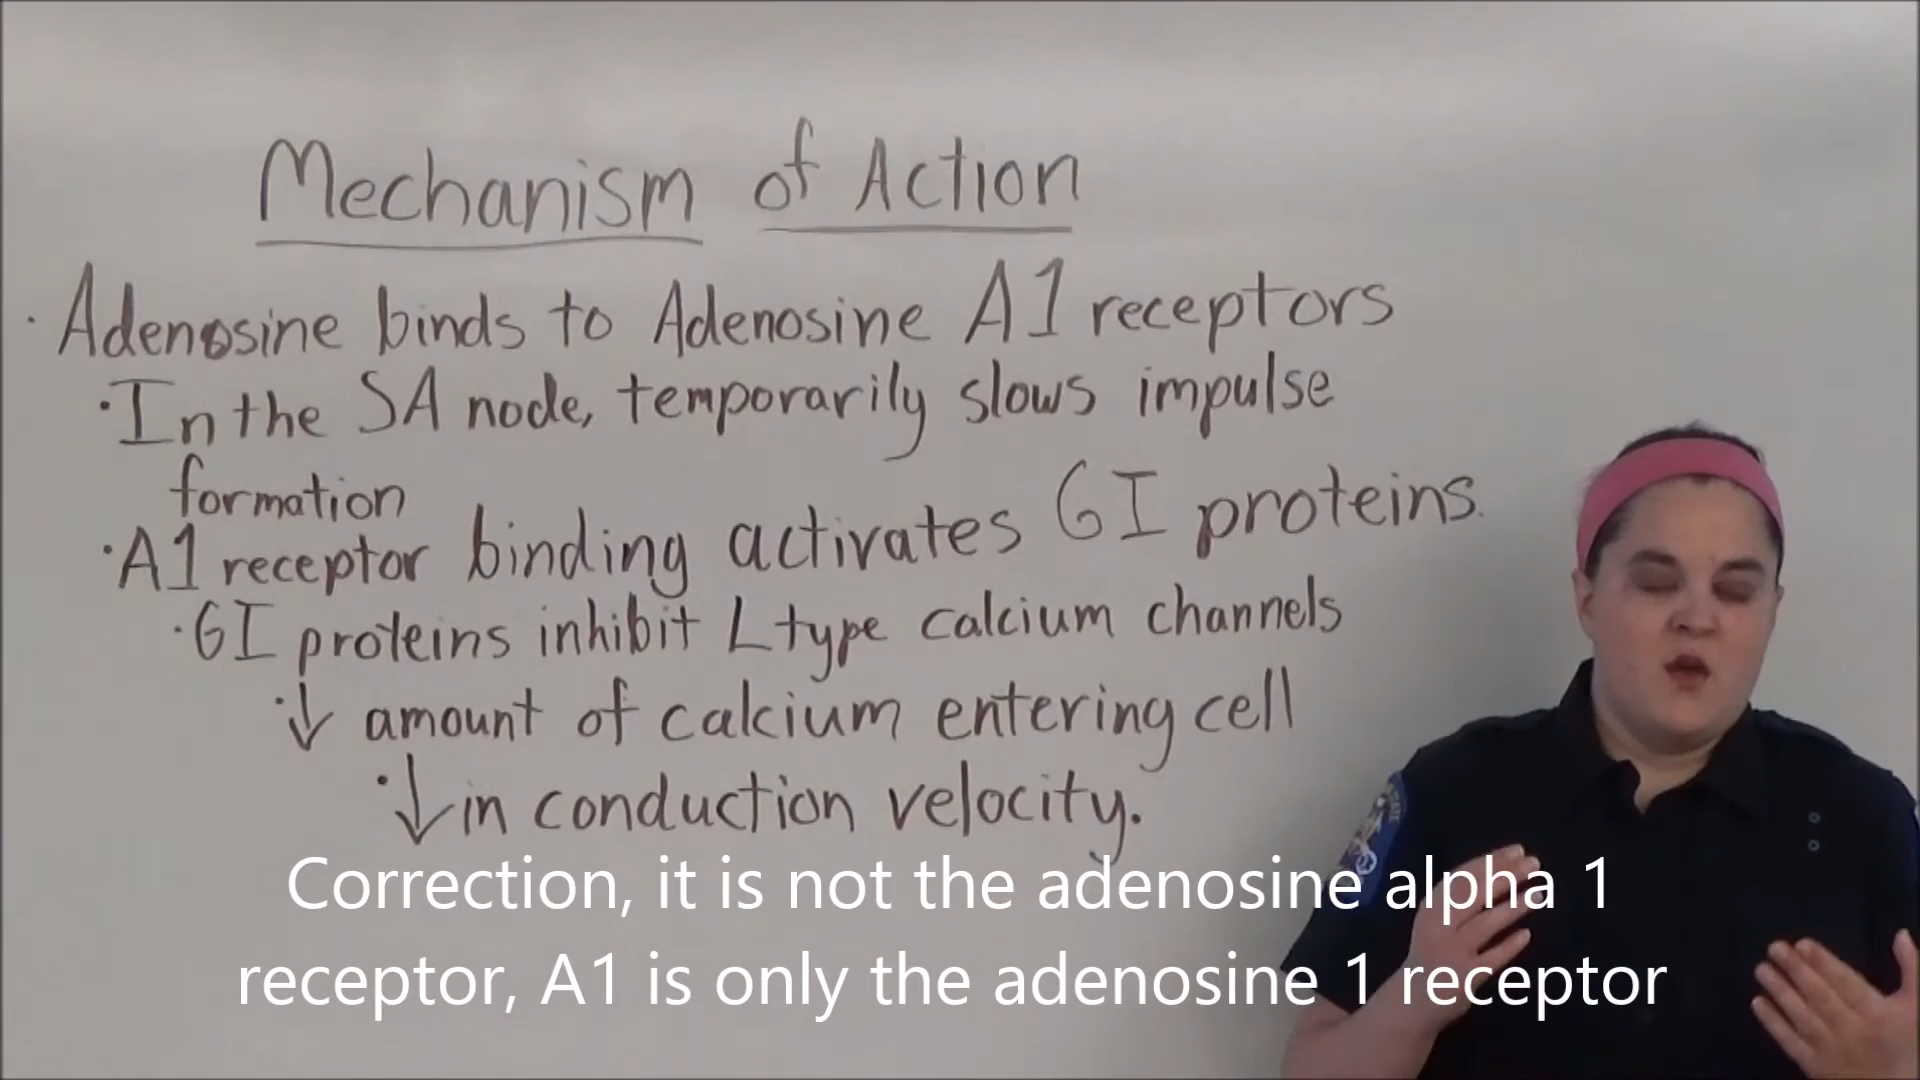 Mechanism of Action
· Adenosine binds to Adenosine A1 receptors
· In the SA node, temporarily slows impulse
formation
· A1 receptor binding activates GI proteins.
· GI proteins inhibit L type calcium channels
· ↓ amount of calcium entering cell
· ↓ in conduction velocity.
Correction, it is not the adenosine alpha 1
receptor, A1 is only the adenosine 1 receptor